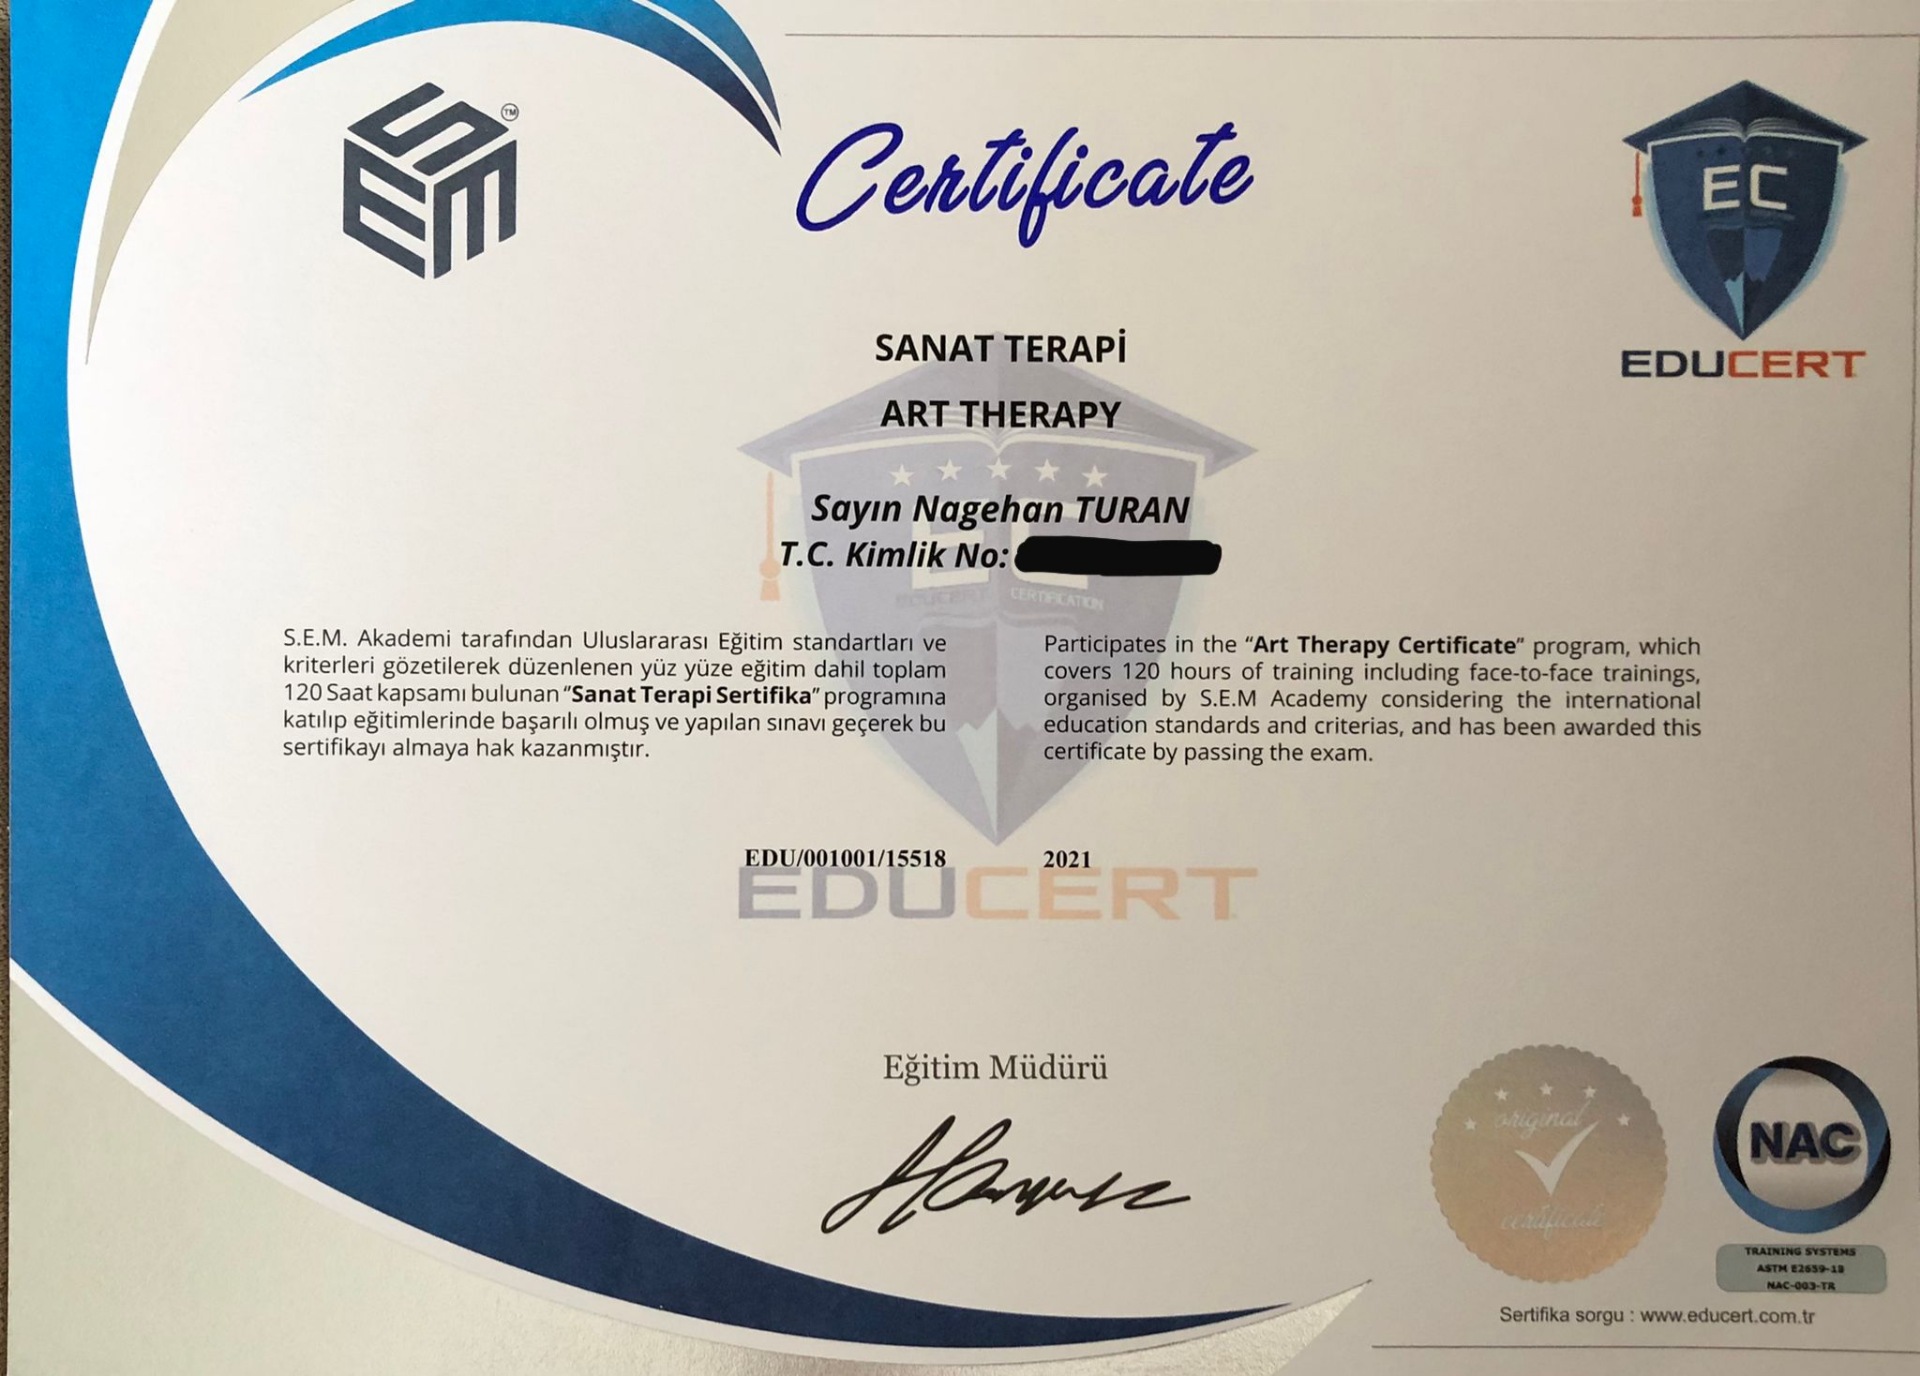 SEM
TM
Certificate
EC
EDUCERT
SANAT TERAPİ
ART THERAPY
Sayın Nagehan TURAN
T.C. Kimlik No:
EC
EDUCERT CERTIFICATION
S.E.M. Akademi tarafından Uluslararası Eğitim standartları ve
kriterleri gözetilerek düzenlenen yüz yüze eğitim dahil toplam
120 Saat kapsamı bulunan “Sanat Terapi Sertifika” programına
katılıp eğitimlerinde başarılı olmuş ve yapılan sınavı geçerek bu
sertifikayı almaya hak kazanmıştır.
Participates in the “Art Therapy Certificate” program, which
covers 120 hours of training including face-to-face trainings,
organised by S.E.M Academy considering the international
education standards and criterias, and has been awarded this
certificate by passing the exam.
EDU/001001/15518 2021
EDUCERT
Eğitim Müdürü
original
certificate
NAC
TRAINING SYSTEMS
ASTM E2659-18
NAC-003-TR
Sertifika sorgu : www.educert.com.tr